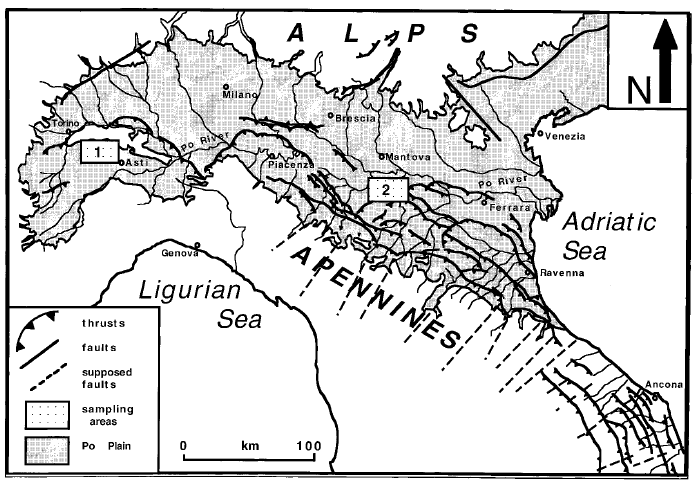 ALPS
N
Milano
Torino
Brescia
Venezia
Po River
1
Asti
Piacenza
Mantova
Po River
2
Ferrara
Adriatic
Sea
Genova
Ravenna
APENNINES
Ligurian
Sea
thrusts
faults
supposed
faults
sampling
areas
Po Plain
Ancona
0 km 100